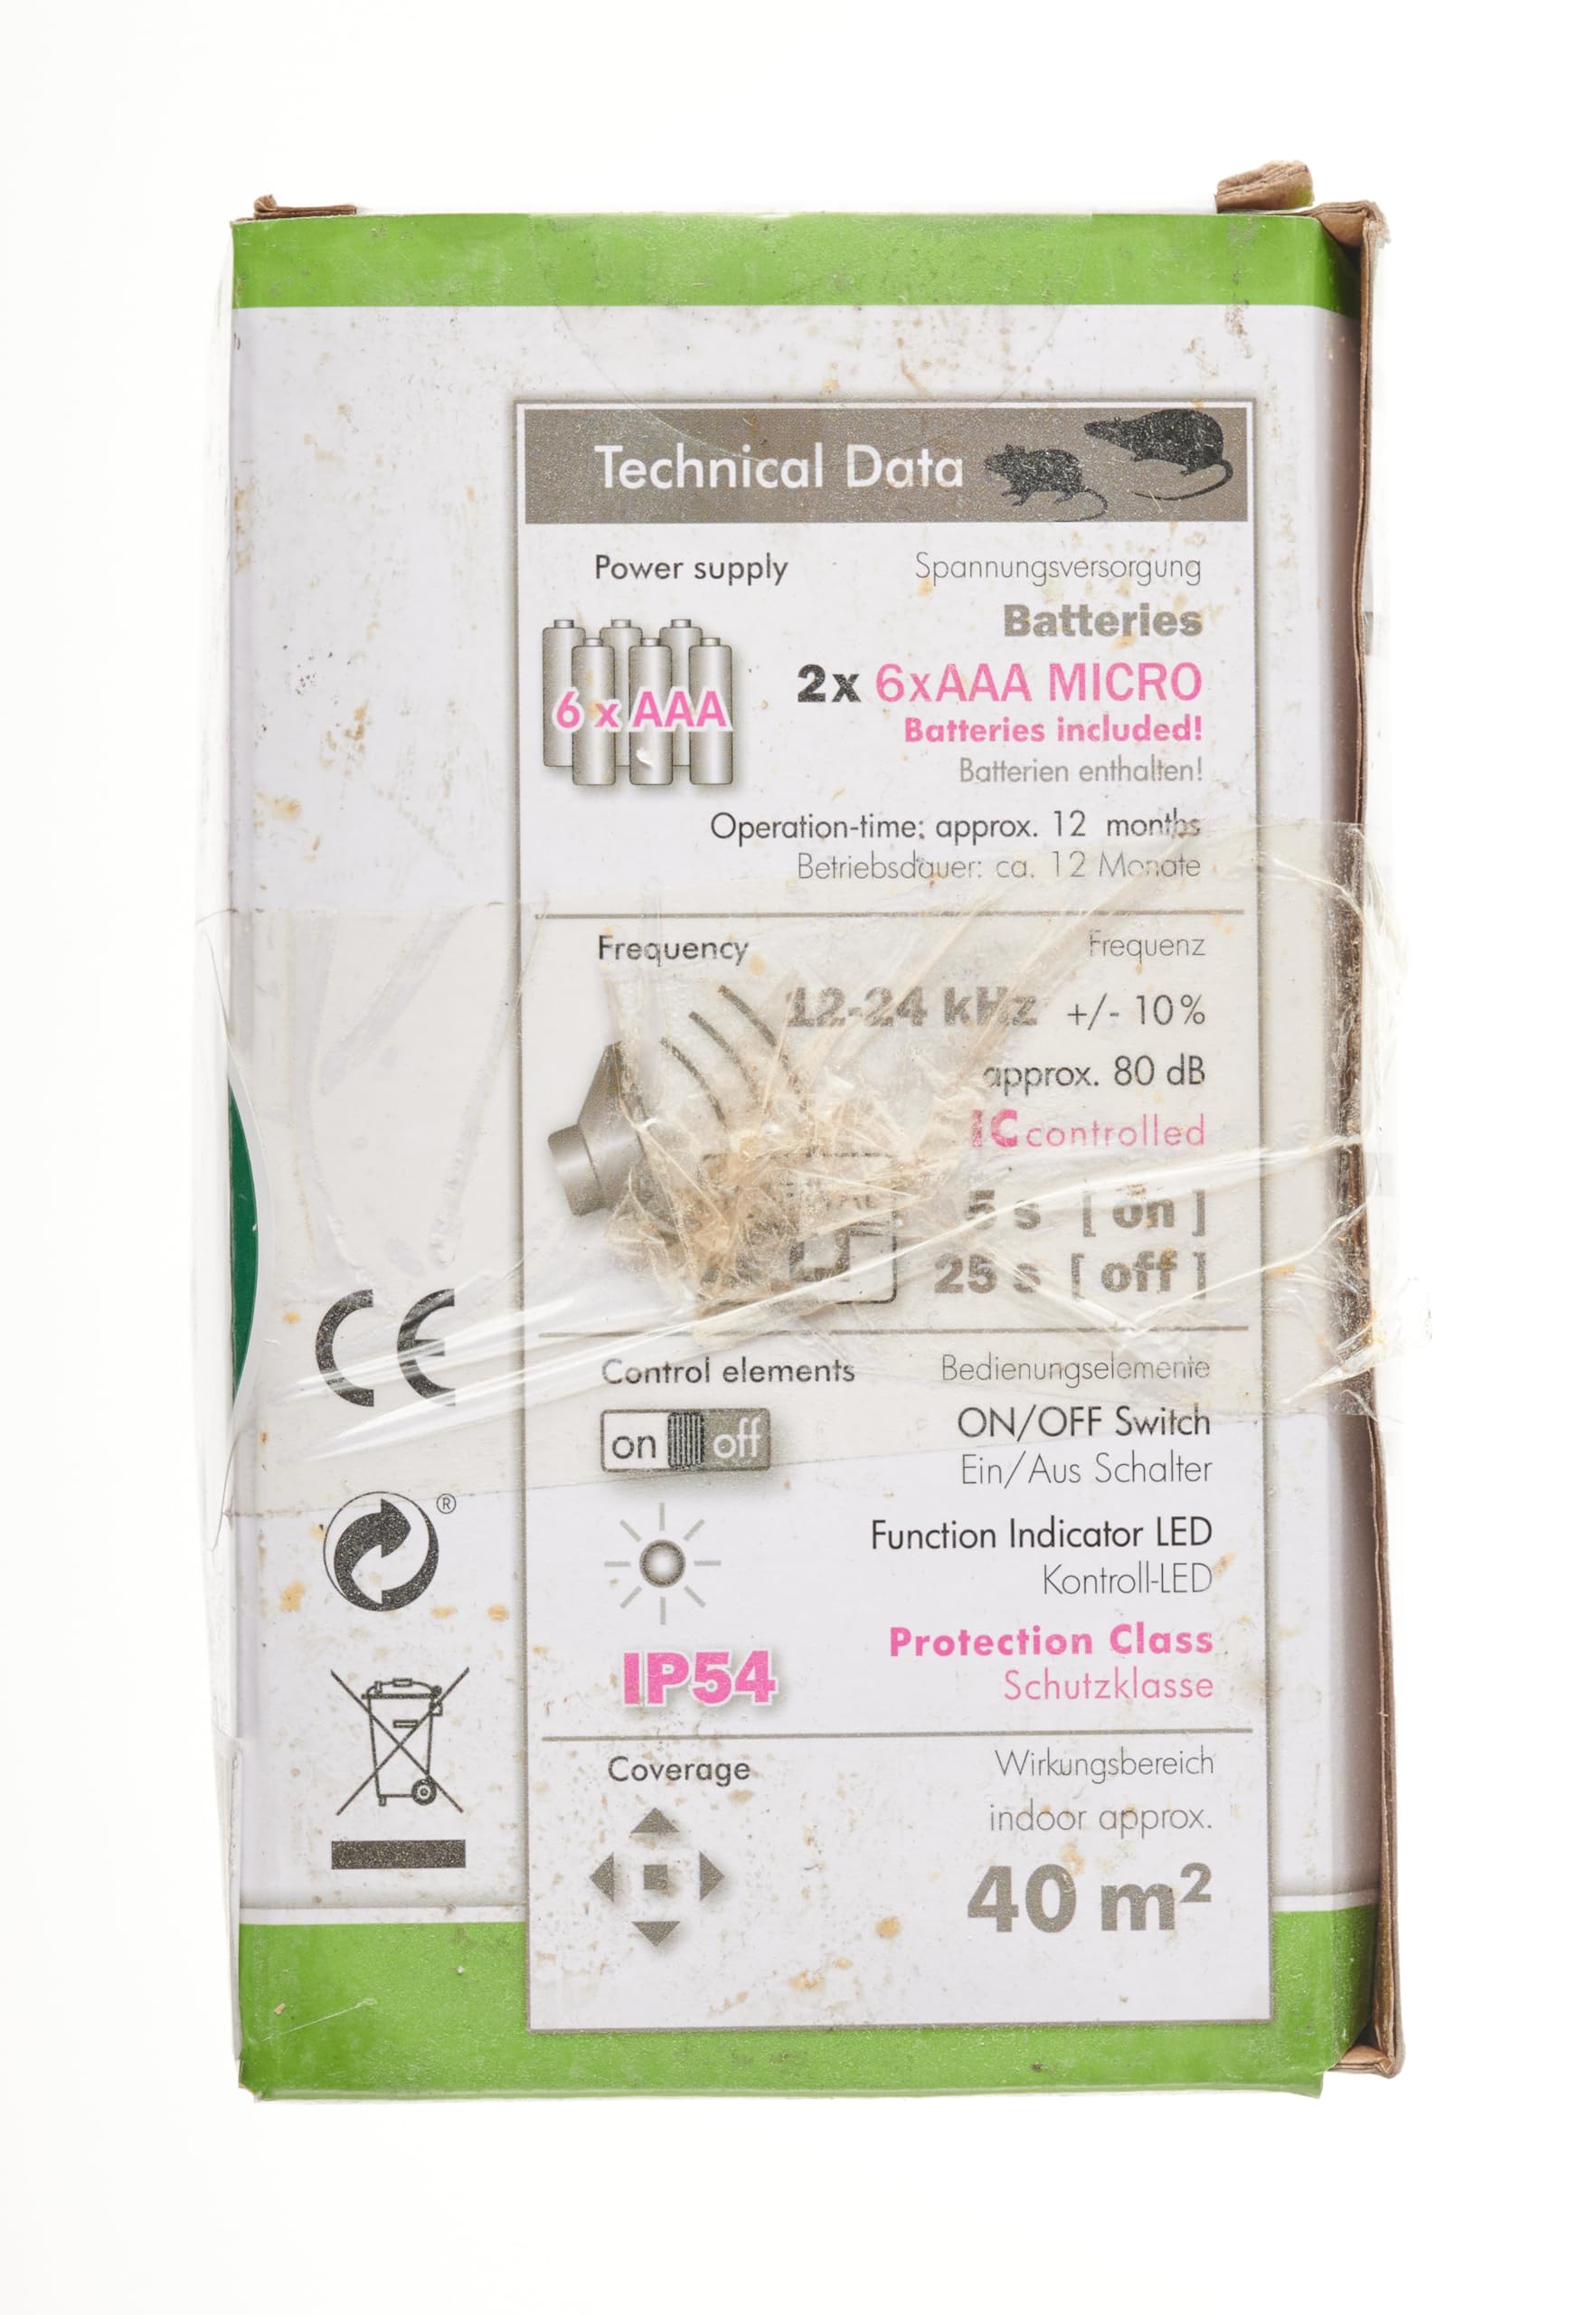 Technical Data
Power supply Spannungsversorgung
Batteries
6 x AAA
2x 6xAAA MICRO
Batteries included!
Batterien enthalten!
Operation-time: approx. 12 months
Betriebsdauer: ca. 12 Monate
Frequency Frequenz
12-24 kHz +/- 10%
approx. 80 dB
IC controlled
5 s [ on ]
25 s [ off ]
CE
Control elements Bedienungselemente
on off
ON/OFF Switch
Ein/Aus Schalter
®
Function Indicator LED
Kontroll-LED
IP54
Protection Class
Schutzklasse
Coverage Wirkungsbereich
indoor approx.
40 m²